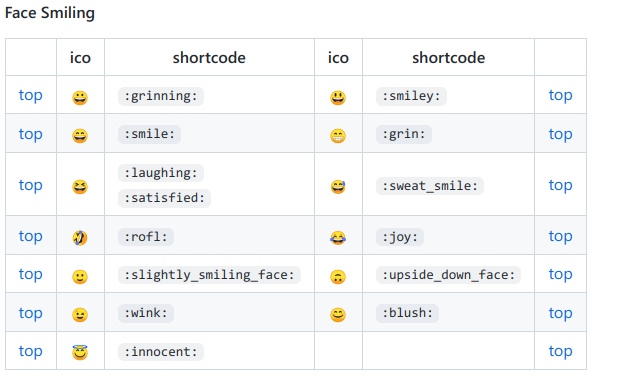 Face Smiling
ico shortcode ico shortcode
top 😀 :grinning: 😃 :smiley: top
top 😄 :smile: 😁 :grin: top
top 😆 :laughing: :satisfied: 😅 :sweat_smile: top
top 🤣 :rofl: 😂 :joy: top
top 🙂 :slightly_smiling_face: 🙃 :upside_down_face: top
top 😉 :wink: 😊 :blush: top
top 😇 :innocent: top